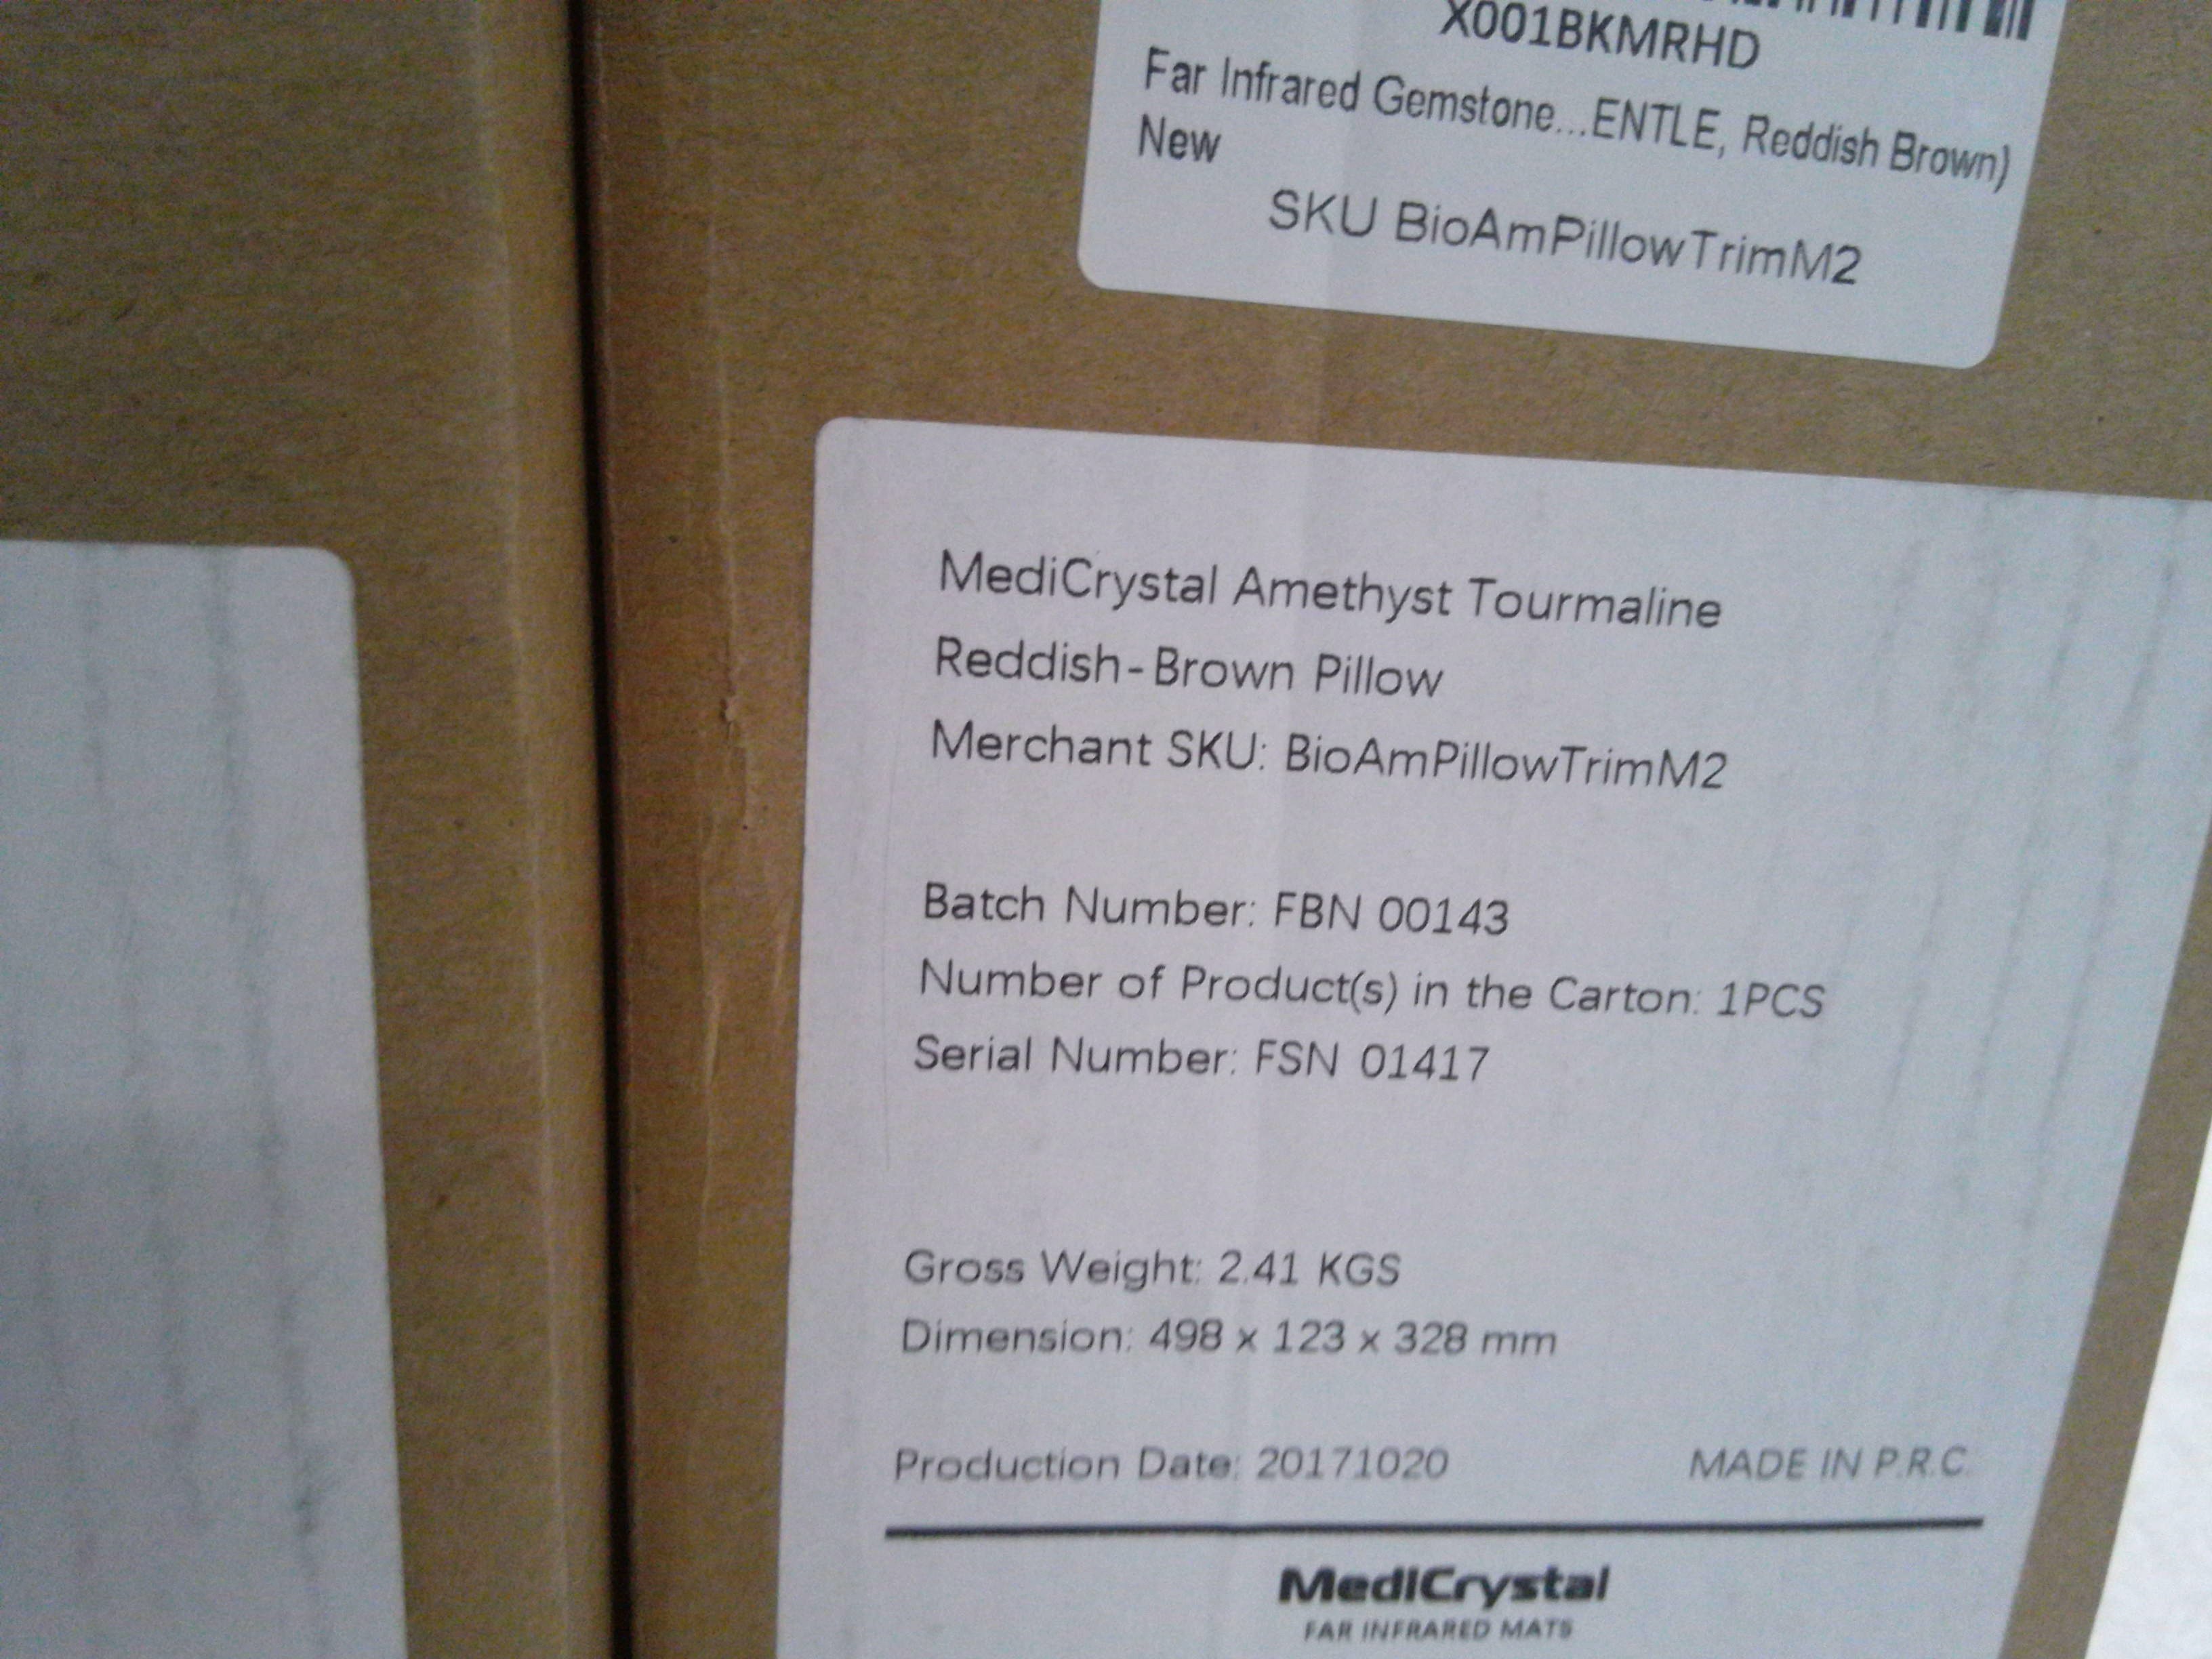 X001BKMRHD
Far Infrared Gemstone...ENTLE, Reddish Brown)
New
SKU BioAmPillowTrimM2
MediCrystal Amethyst Tourmaline
Reddish-Brown Pillow
Merchant SKU: BioAmPillowTrimM2
Batch Number: FBN 00143
Number of Product(s) in the Carton: 1PCS
Serial Number: FSN 01417
Gross Weight: 2.41 KGS
Dimension: 498 x 123 x 328 mm
Production Date: 20171020 MADE IN P.R.C.
MediCrystal
FAR INFRARED MATS